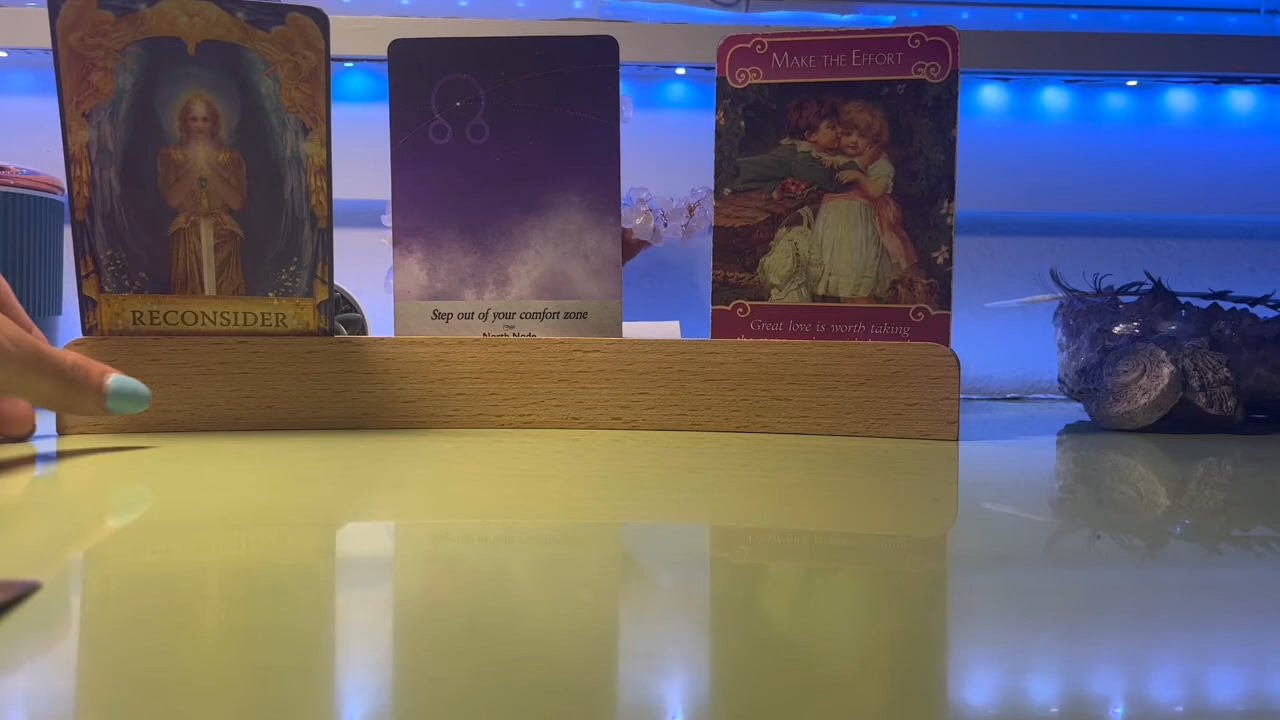 RECONSIDER
Step out of your comfort zone
North Node
MAKE THE EFFORT
Great love is worth taking